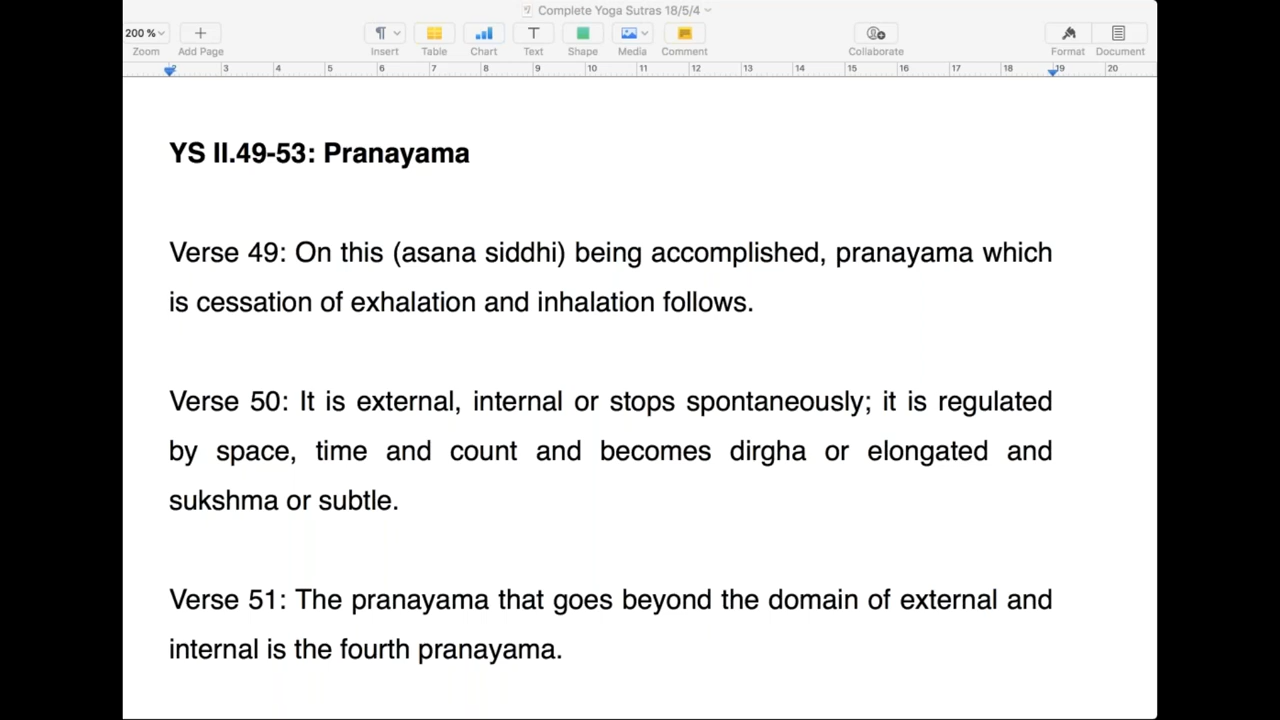 Complete Yoga Sutras 18/5/4
200 %
Zoom Add Page Insert Table Chart Text Shape Media Comment Collaborate Format Document
2 3 4 5 6 7 8 9 10 11 12 13 14 15 16 17 18 19 20
YS II.49-53: Pranayama
Verse 49: On this (asana siddhi) being accomplished, pranayama which
is cessation of exhalation and inhalation follows.
Verse 50: It is external, internal or stops spontaneously; it is regulated
by space, time and count and becomes dirgha or elongated and
sukshma or subtle.
Verse 51: The pranayama that goes beyond the domain of external and
internal is the fourth pranayama.